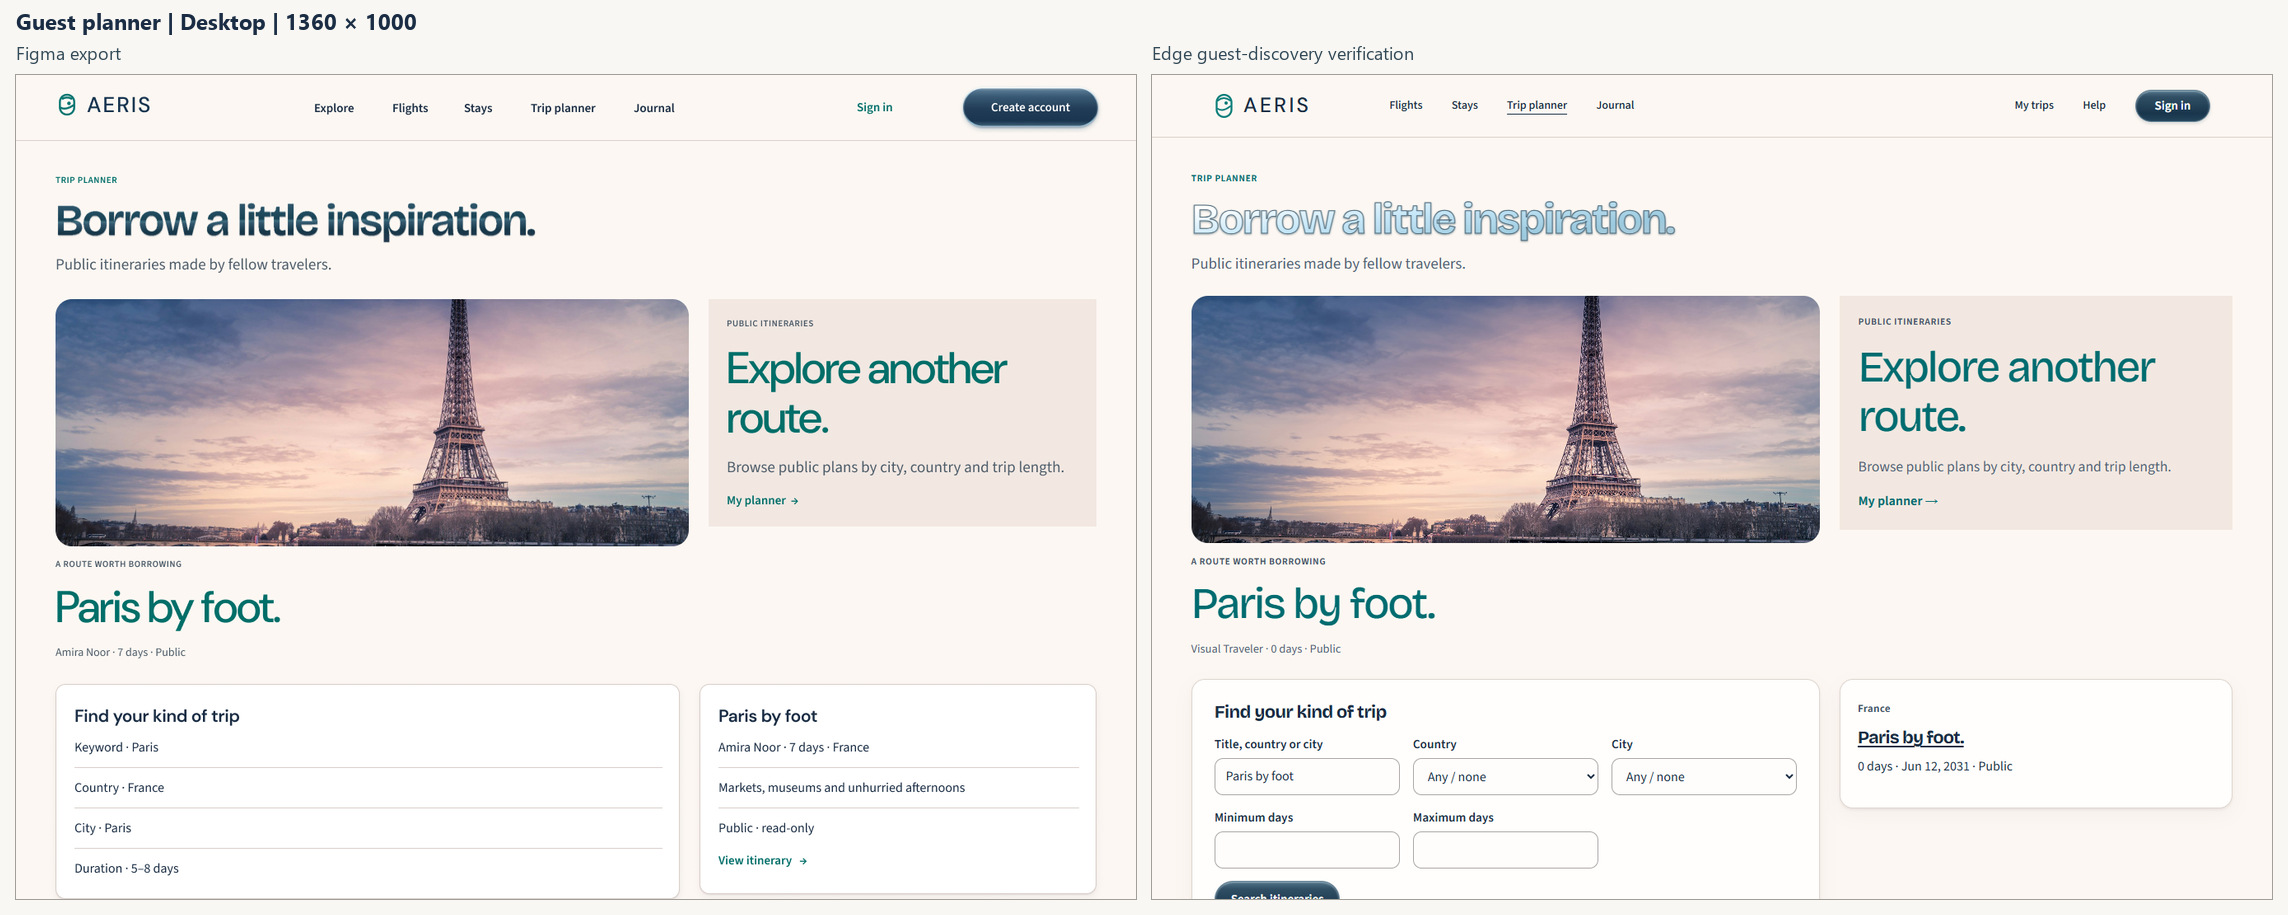 Guest planner | Desktop | 1360 × 1000
Figma export
AERIS
Explore
Flights
Stays
Trip planner
Journal
Sign in
Create account
TRIP PLANNER
Borrow a little inspiration.
Public itineraries made by fellow travelers.
PUBLIC ITINERARIES
Explore another
route.
Browse public plans by city, country and trip length.
My planner →
A ROUTE WORTH BORROWING
Paris by foot.
Amira Noor · 7 days · Public
Find your kind of trip
Keyword · Paris
Country · France
City · Paris
Duration · 5–8 days
Paris by foot
Amira Noor · 7 days · France
Markets, museums and unhurried afternoons
Public · read-only
View itinerary →
Edge guest-discovery verification
AERIS
Flights
Stays
Trip planner
Journal
My trips
Help
Sign in
TRIP PLANNER
Borrow a little inspiration.
Public itineraries made by fellow travelers.
PUBLIC ITINERARIES
Explore another
route.
Browse public plans by city, country and trip length.
My planner →
A ROUTE WORTH BORROWING
Paris by foot.
Visual Traveler · 0 days · Public
Find your kind of trip
Title, country or city
Country
City
Paris by foot
Any / none
Any / none
Minimum days
Maximum days
Search itineraries
France
Paris by foot.
0 days · Jun 12, 2031 · Public